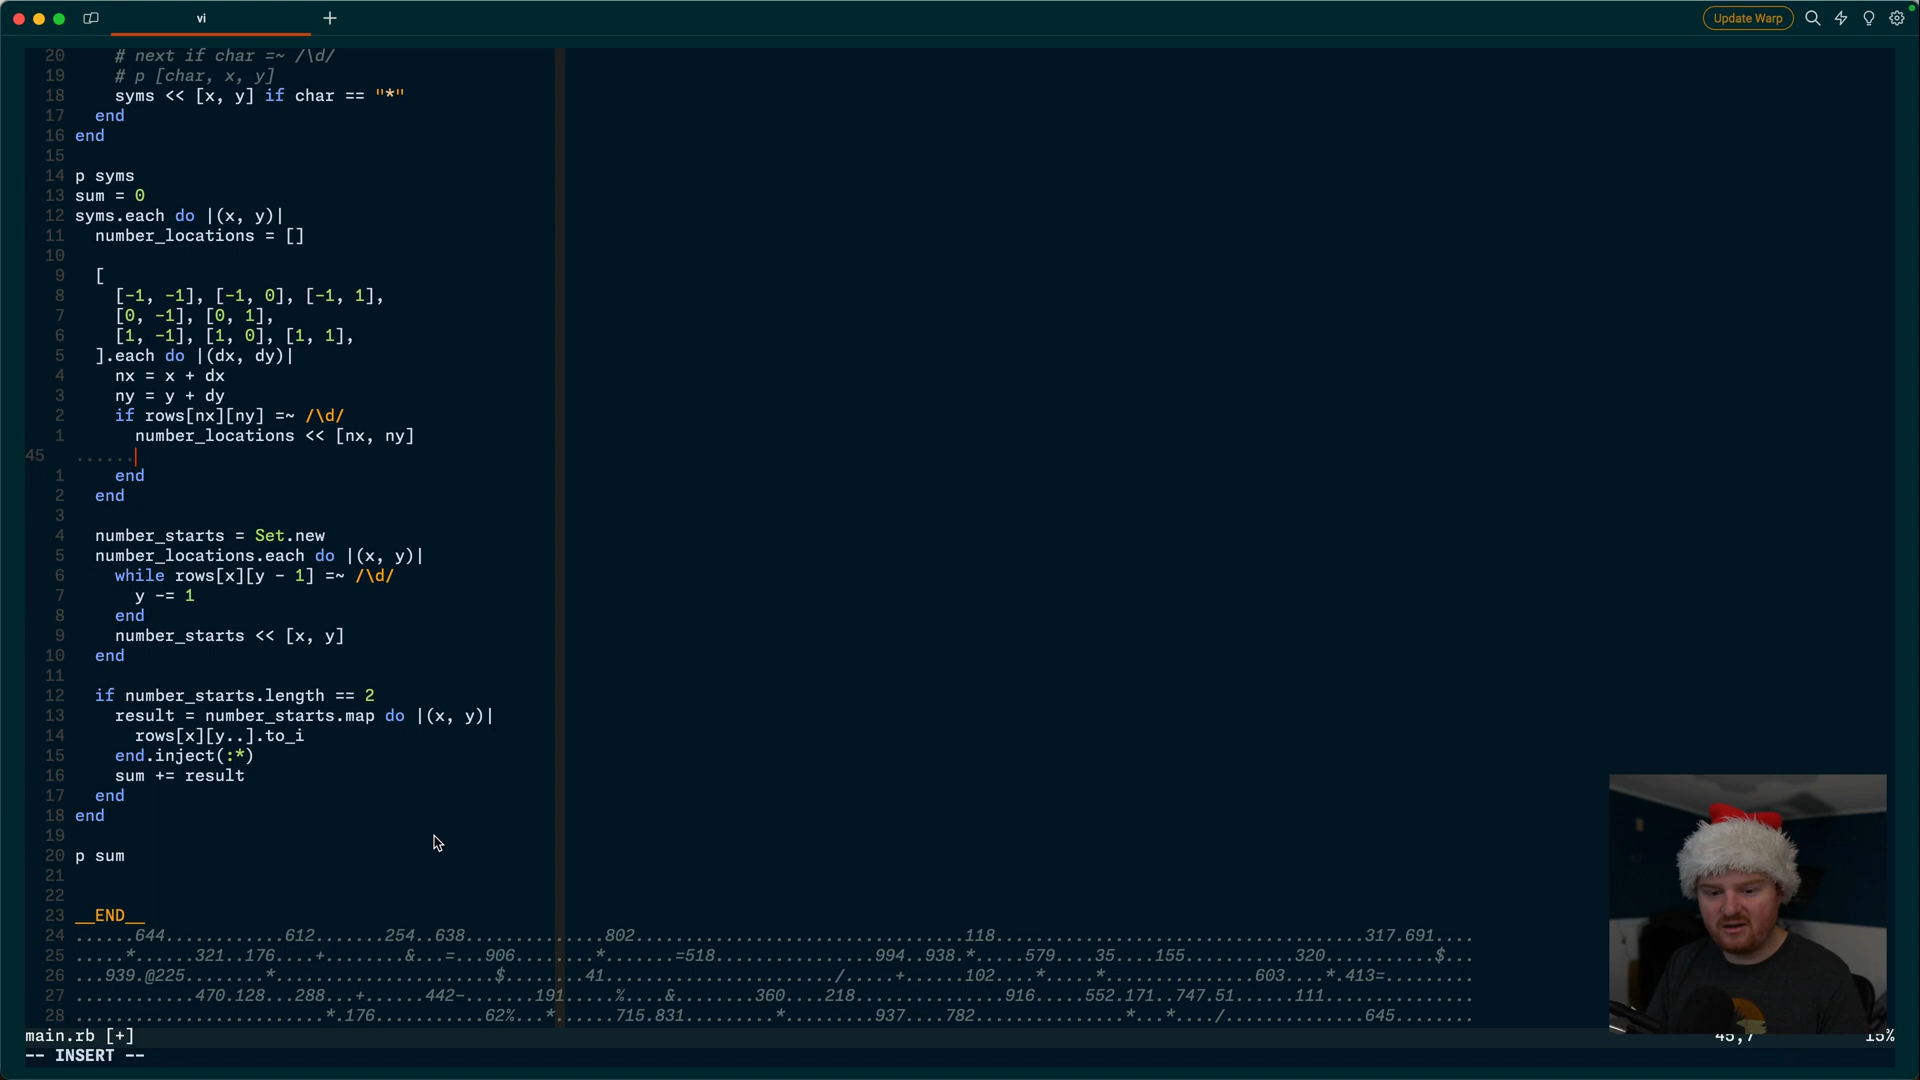 vi
Update Warp
20 # next if char =~ /\d/
19 # p [char, x, y]
18 syms << [x, y] if char == "*"
17 end
16 end
15
14 p syms
13 sum = 0
12 syms.each do |(x, y)|
11 number_locations = []
10
9 [
8 [-1, -1], [-1, 0], [-1, 1],
7 [0, -1], [0, 1],
6 [1, -1], [1, 0], [1, 1],
5 ].each do |(dx, dy)|
4 nx = x + dx
3 ny = y + dy
2 if rows[nx][ny] =~ /\d/
1 number_locations << [nx, ny]
45 ......
1 end
2 end
3
4 number_starts = Set.new
5 number_locations.each do |(x, y)|
6 while rows[x][y - 1] =~ /\d/
7 y -= 1
8 end
9 number_starts << [x, y]
10 end
11
12 if number_starts.length == 2
13 result = number_starts.map do |(x, y)|
14 rows[x][y..].to_i
15 end.inject(:*)
16 sum += result
17 end
18 end
19
20 p sum
21
22
23 __END__
24 ......644............612.......254..638..............802.................................118.....................................317.691....
25 .....*......321..176....+........&...=...906.........*.......=518................994..938.*.....579....35....155...........320...........$...
26 ...939.@225.......*.......................$........41......................./.....+......102....*.....*...............603....*.413=.........
27 ............470.128...288...+......442-.......191.....%....&........360....218...............916.....552.171..747.51......111...............
28 .........................*.176...........62%...*......715.831.........*.........937....782...............*...*..../..............645........
main.rb [+]
45,7 15%
-- INSERT --